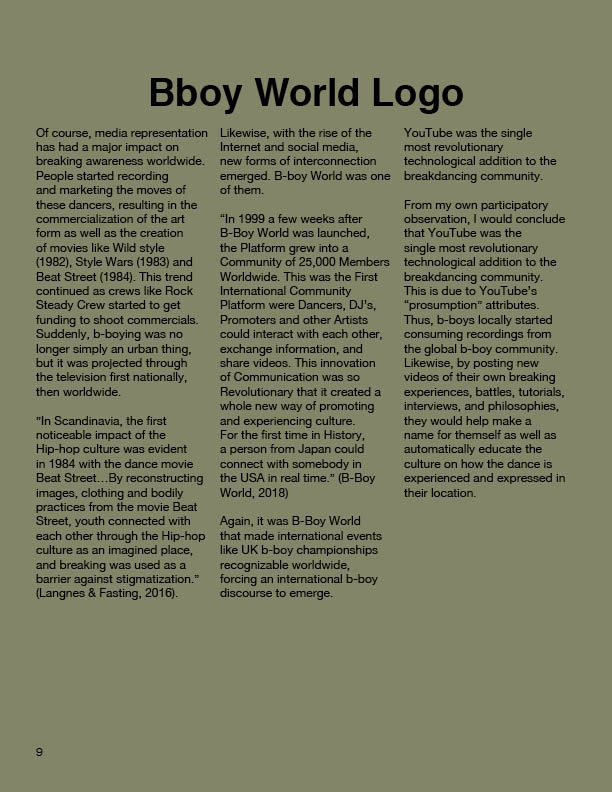 Bboy World Logo
Of course, media representation
has had a major impact on
breaking awareness worldwide.
People started recording
and marketing the moves of
these dancers, resulting in the
commercialization of the art
form as well as the creation
of movies like Wild style
(1982), Style Wars (1983) and
Beat Street (1984). This trend
continued as crews like Rock
Steady Crew started to get
funding to shoot commercials.
Suddenly, b-boying was no
longer simply an urban thing,
but it was projected through
the television first nationally,
then worldwide.
"In Scandinavia, the first
noticeable impact of the
Hip-hop culture was evident
in 1984 with the dance movie
Beat Street…By reconstructing
images, clothing and bodily
practices from the movie Beat
Street, youth connected with
each other through the Hip-hop
culture as an imagined place,
and breaking was used as a
barrier against stigmatization.”
(Langnes & Fasting, 2016).
Likewise, with the rise of the
Internet and social media,
new forms of interconnection
emerged. B-boy World was one
of them.
“In 1999 a few weeks after
B-Boy World was launched,
the Platform grew into a
Community of 25,000 Members
Worldwide. This was the First
International Community
Platform were Dancers, DJ’s,
Promoters and other Artists
could interact with each other,
exchange information, and
share videos. This innovation
of Communication was so
Revolutionary that it created a
whole new way of promoting
and experiencing culture.
For the first time in History,
a person from Japan could
connect with somebody in
the USA in real time.” (B-Boy
World, 2018)
Again, it was B-Boy World
that made international events
like UK b-boy championships
recognizable worldwide,
forcing an international b-boy
discourse to emerge.
YouTube was the single
most revolutionary
technological addition to the
breakdancing community.
From my own participatory
observation, I would conclude
that YouTube was the
single most revolutionary
technological addition to the
breakdancing community.
This is due to YouTube’s
“prosumption” attributes.
Thus, b-boys locally started
consuming recordings from
the global b-boy community.
Likewise, by posting new
videos of their own breaking
experiences, battles, tutorials,
interviews, and philosophies,
they would help make a
name for themself as well as
automatically educate the
culture on how the dance is
experienced and expressed in
their location.
9